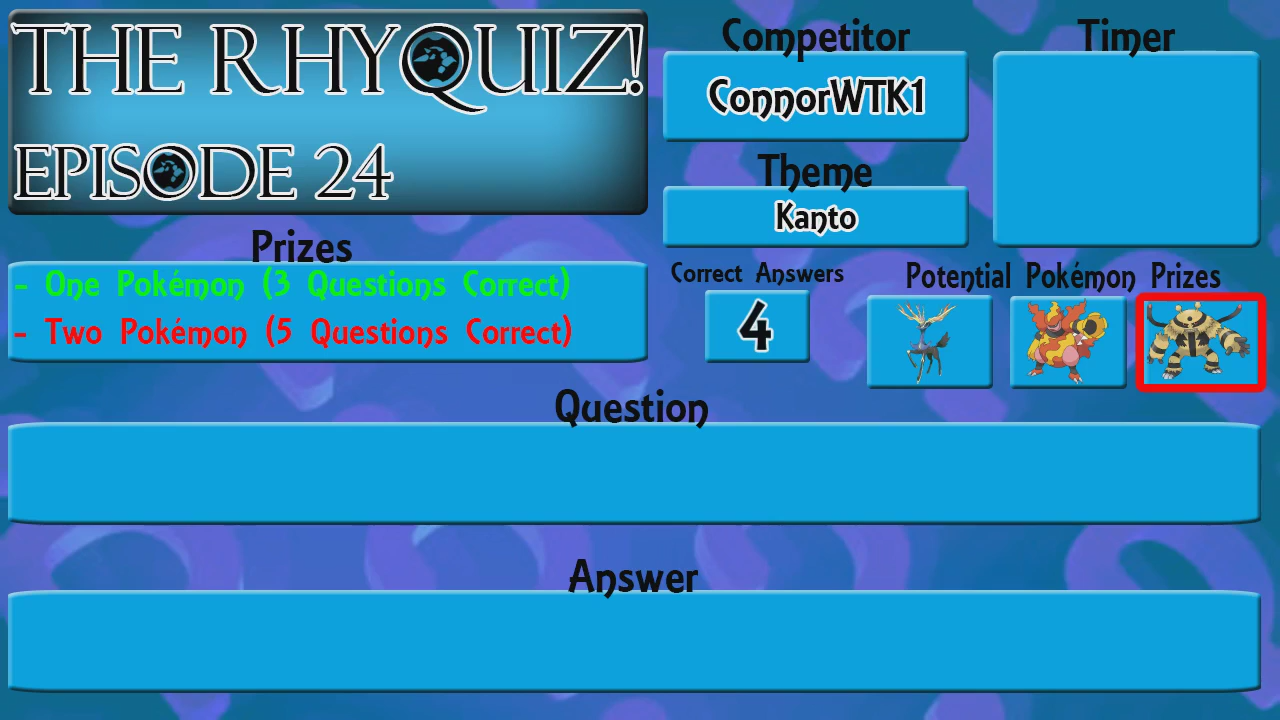 THE RHYQUIZ!
EPISODE 24
Competitor
ConnorWTK1
Timer
Theme
Kanto
Prizes
- One Pokémon (3 Questions Correct)
- Two Pokémon (5 Questions Correct)
Correct Answers
4
Potential Pokémon Prizes
Question
Answer